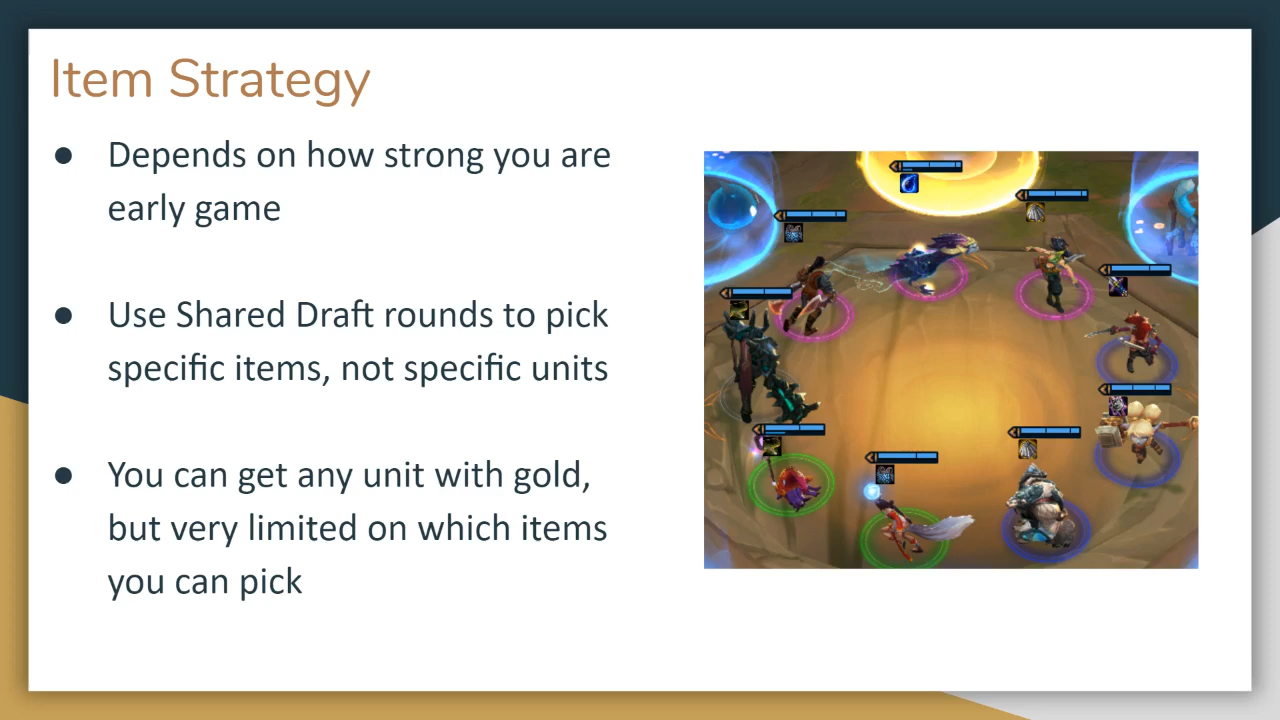 Item Strategy
● Depends on how strong you are
early game
● Use Shared Draft rounds to pick
specific items, not specific units
● You can get any unit with gold,
but very limited on which items
you can pick